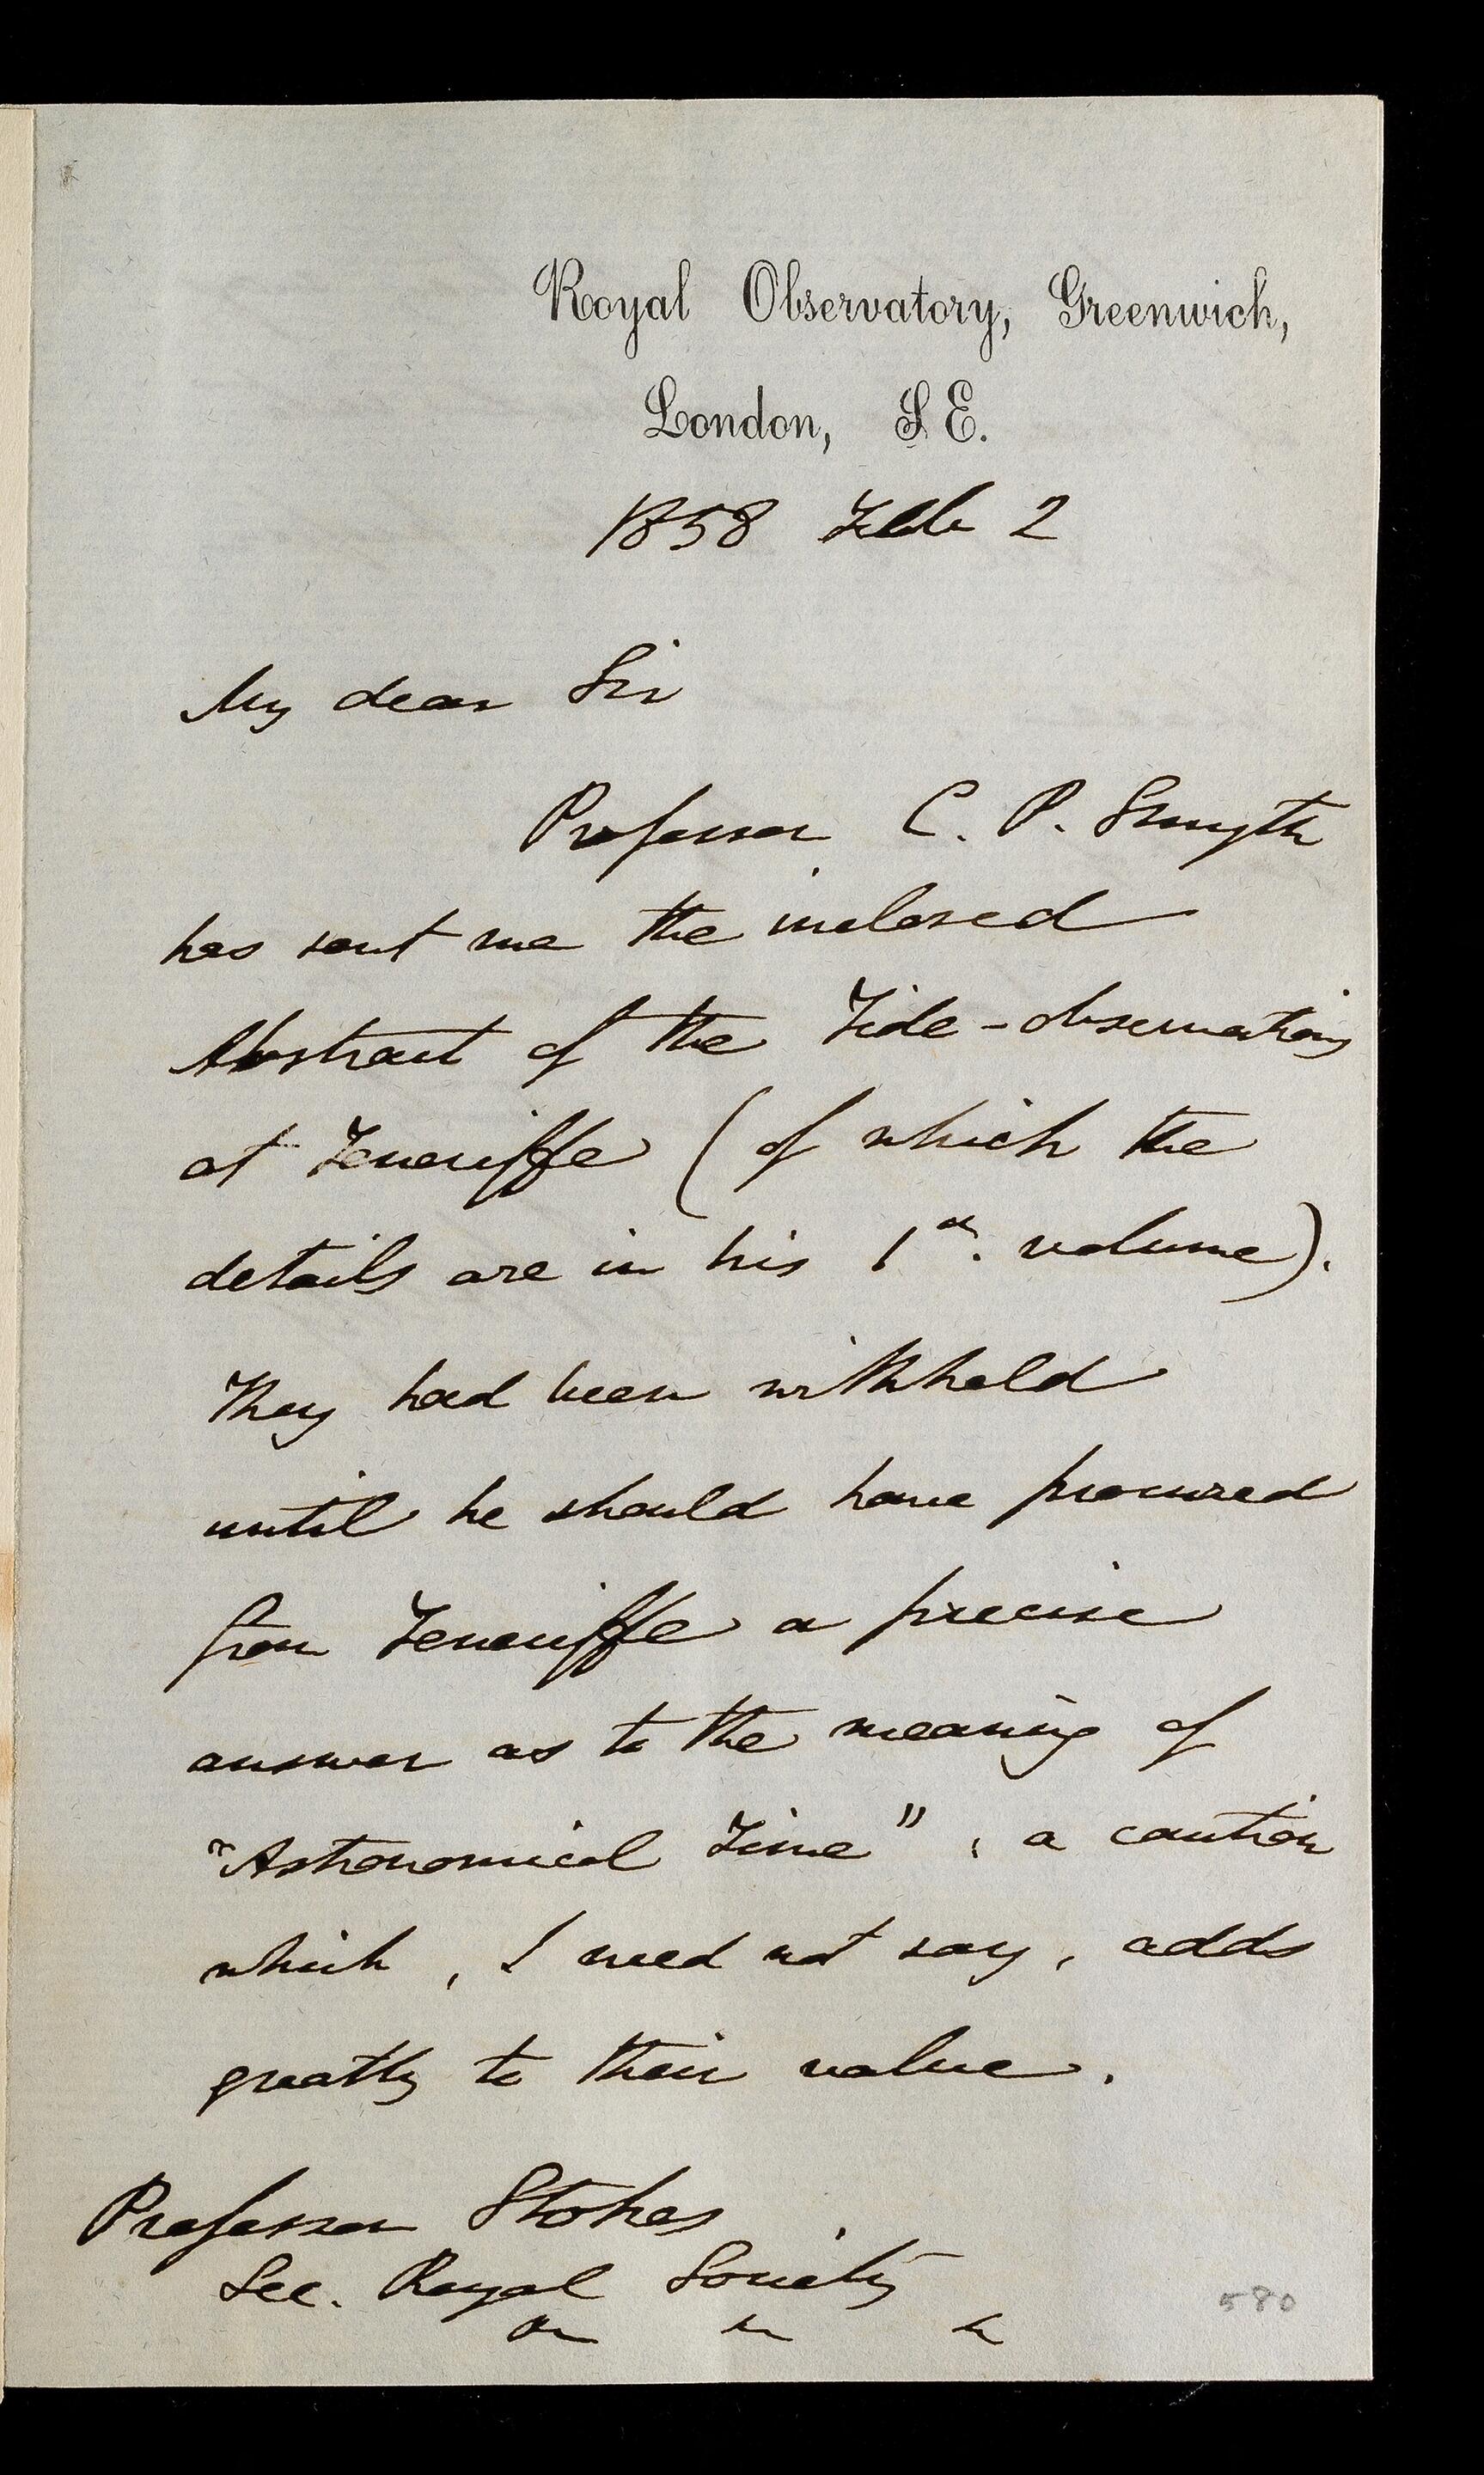 Royal Observatory, Greenwich,
London, S E.
1858 Feb 2
My dear Sir
Professor C. P. Smyth
has sent me the inclosed
Abstract of the Tide-observations
at Teneriffe (of which the
details are in his 1st. volume).
They had been withheld
until he should have procured
from Teneriffe a precise
answer as to the meaning of
"Astronomical Time", a caution
which, I need not say, adds
greatly to their value.
Professor Stokes
Sec. Royal Society
580